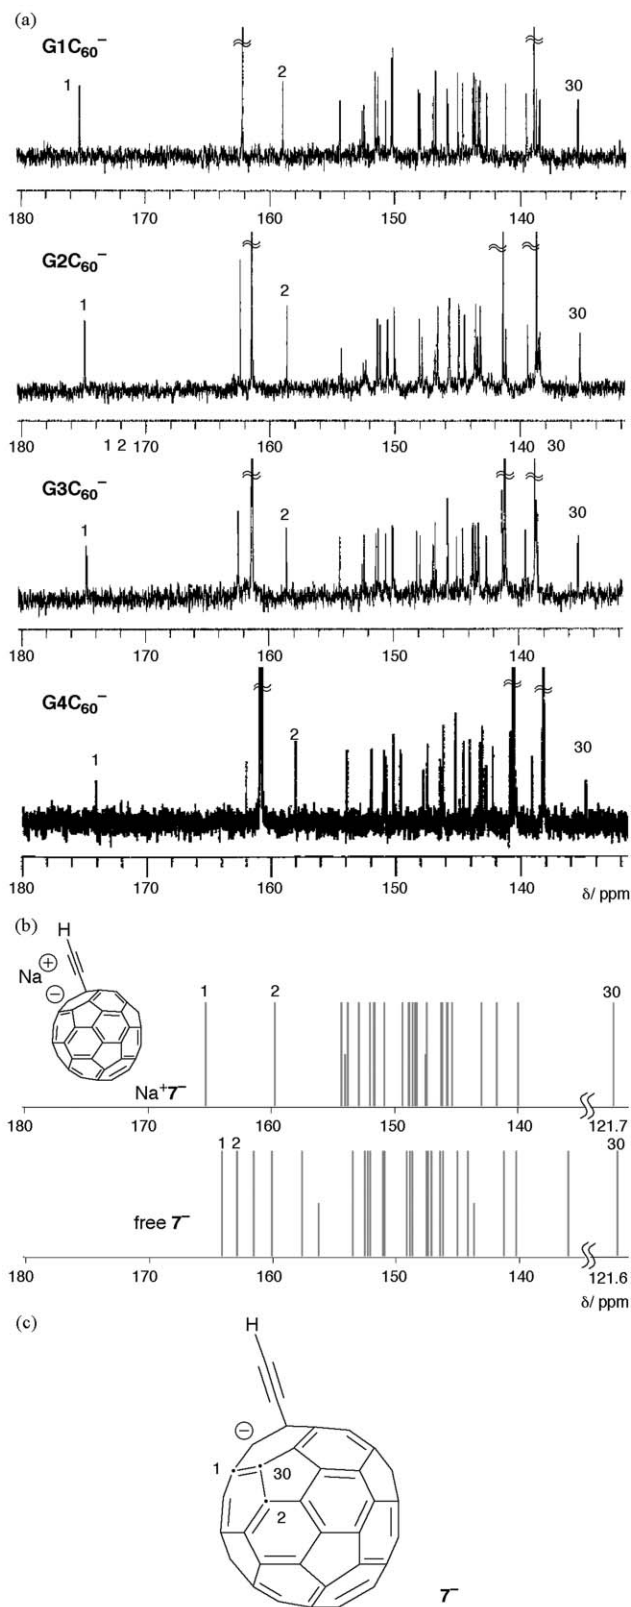 (a)
G1C60−
1
2
30
180 170 160 150 140
G2C60−
1
2
30
180 170 160 150 140
1 2 30
G3C60−
1
2
30
180 170 160 150 140
G4C60−
1
2
30
180 170 160 150 140 δ/ ppm
(b)
H
Na+
−
Na+7−
1 2 30
180 170 160 150 140 121.7
free 7−
1 2 30
180 170 160 150 140 121.6
δ/ ppm
(c)
H
−
1
30
2
7−